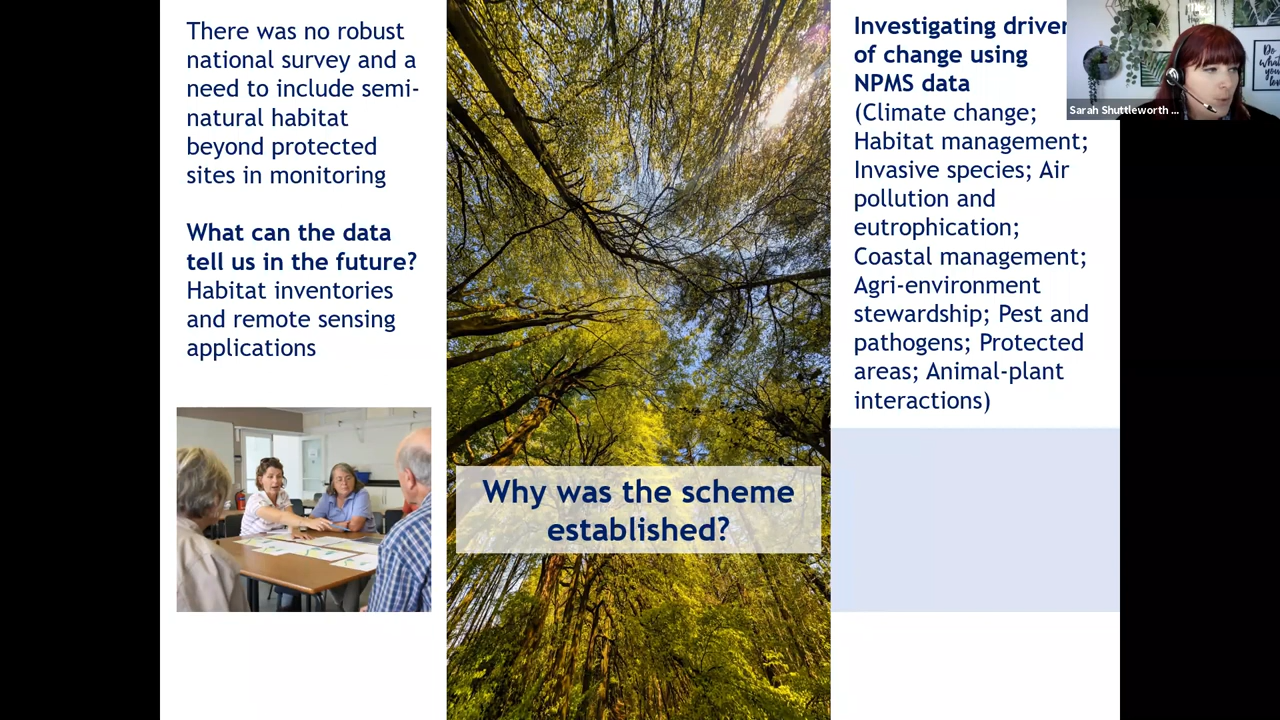 There was no robust
national survey and a
need to include semi-
natural habitat
beyond protected
sites in monitoring
What can the data
tell us in the future?
Habitat inventories
and remote sensing
applications
Why was the scheme
established?
Investigating driver
of change using
NPMS data
(Climate change;
Habitat management;
Invasive species; Air
pollution and
eutrophication;
Coastal management;
Agri-environment
stewardship; Pest and
pathogens; Protected
areas; Animal-plant
interactions)
Sarah Shuttleworth ...
Do
what
you